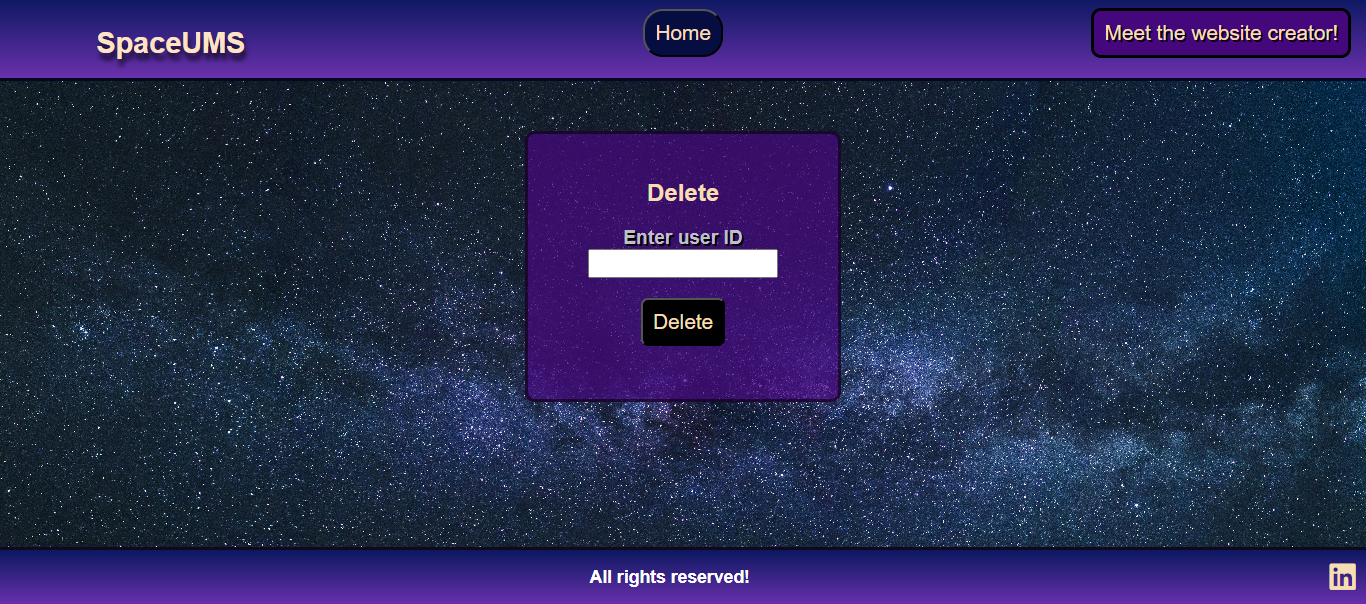 SpaceUMS
Home
Meet the website creator!
Delete
Enter user ID
Delete
All rights reserved!
in